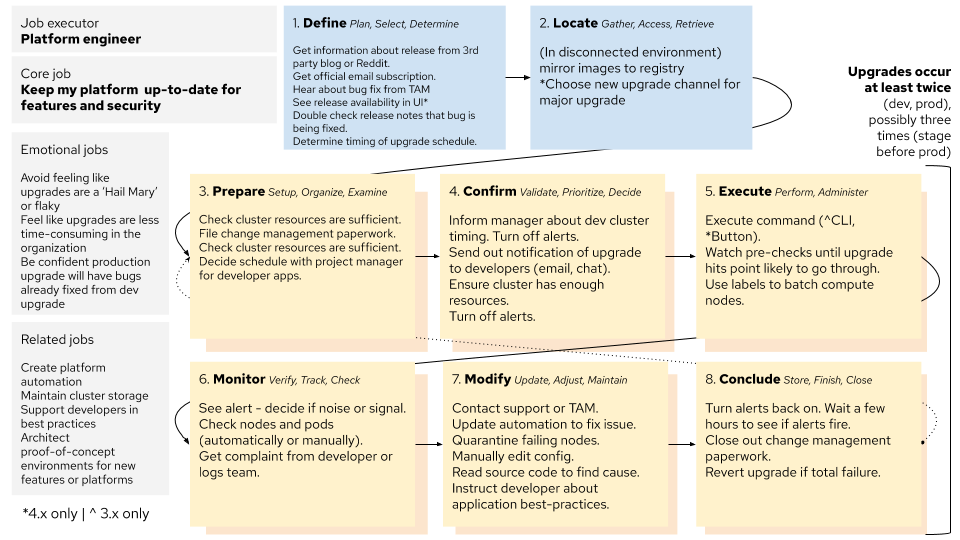 Job executor
Platform engineer
Core job
Keep my platform up-to-date for
features and security
Emotional jobs
Avoid feeling like
upgrades are a ‘Hail Mary’
or flaky
Feel like upgrades are less
time-consuming in the
organization
Be confident production
upgrade will have bugs
already fixed from dev
upgrade
Related jobs
Create platform
automation
Maintain cluster storage
Support developers in
best practices
Architect
proof-of-concept
environments for new
features or platforms
*4.x only | ^ 3.x only
1. Define Plan, Select, Determine
Get information about release from 3rd
party blog or Reddit.
Get official email subscription.
Hear about bug fix from TAM
See release availability in UI*
Double check release notes that bug is
being fixed.
Determine timing of upgrade schedule.
2. Locate Gather, Access, Retrieve
(In disconnected environment)
mirror images to registry
*Choose new upgrade channel for
major upgrade
Upgrades occur
at least twice
(dev, prod),
possibly three
times (stage
before prod)
3. Prepare Setup, Organize, Examine
Check cluster resources are sufficient.
File change management paperwork.
Check cluster resources are sufficient.
Decide schedule with project manager
for developer apps.
4. Confirm Validate, Prioritize, Decide
Inform manager about dev cluster
timing. Turn off alerts.
Send out notification of upgrade
to developers (email, chat).
Ensure cluster has enough
resources.
Turn off alerts.
5. Execute Perform, Administer
Execute command (^CLI,
*Button).
Watch pre-checks until upgrade
hits point likely to go through.
Use labels to batch compute
nodes.
6. Monitor Verify, Track, Check
See alert - decide if noise or signal.
Check nodes and pods
(automatically or manually).
Get complaint from developer or
logs team.
7. Modify Update, Adjust, Maintain
Contact support or TAM.
Update automation to fix issue.
Quarantine failing nodes.
Manually edit config.
Read source code to find cause.
Instruct developer about
application best-practices.
8. Conclude Store, Finish, Close
Turn alerts back on. Wait a few
hours to see if alerts fire.
Close out change management
paperwork.
Revert upgrade if total failure.